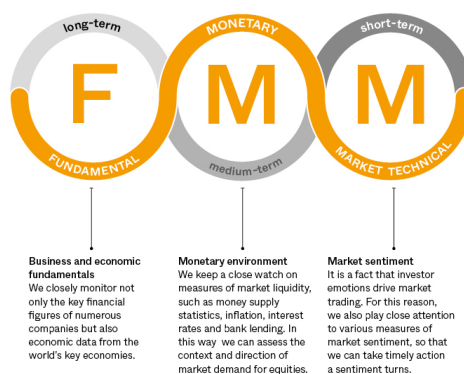 long-term
MONETARY
short-term
F
M
M
FUNDAMENTAL
medium-term
MARKET TECHNICAL
Business and economic
fundamentals
We closely monitor not
only the key financial
figures of numerous
companies but also
economic data from the
world's key economies.
Monetary environment
We keep a close watch on
measures of market liquidity,
such as money supply
statistics, inflation, interest
rates and bank lending. In
this way we can assess the
context and direction of
market demand for equities.
Market sentiment
It is a fact that investor
emotions drive market
trading. For this reason,
we also play close attention
to various measures of
market sentiment, so that
we can take timely action
a sentiment turns.